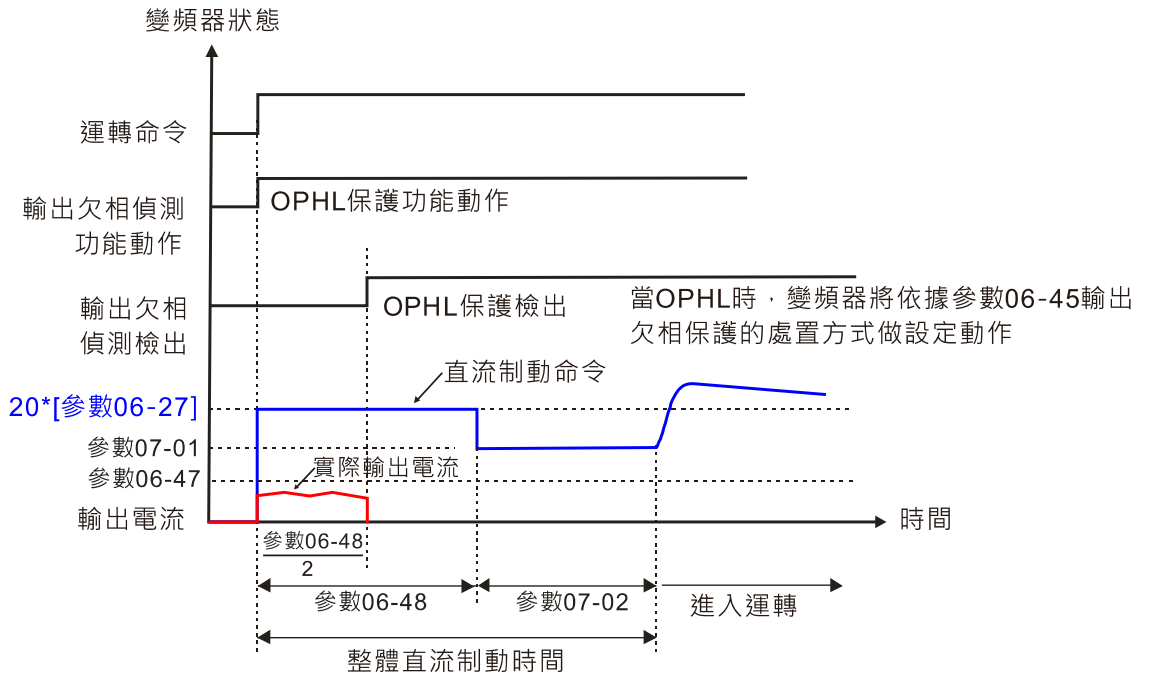 變頻器狀態
運轉命令
輸出欠相偵測
功能動作
OPHL保護功能動作
輸出欠相
偵測檢出
OPHL保護檢出
當OPHL時，變頻器將依據參數06-45輸出
欠相保護的處置方式做設定動作
直流制動命令
20*[參數06-27]
參數07-01
實際輸出電流
參數06-47
輸出電流
時間
參數06-48
2
參數06-48
參數07-02
進入運轉
整體直流制動時間